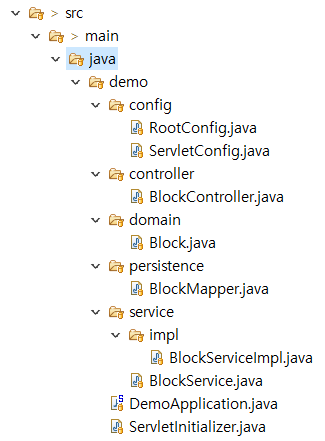 > src
> main
java
demo
config
RootConfig.java
ServletConfig.java
controller
BlockController.java
domain
Block.java
persistence
BlockMapper.java
service
impl
BlockServiceImpl.java
BlockService.java
DemoApplication.java
ServletInitializer.java